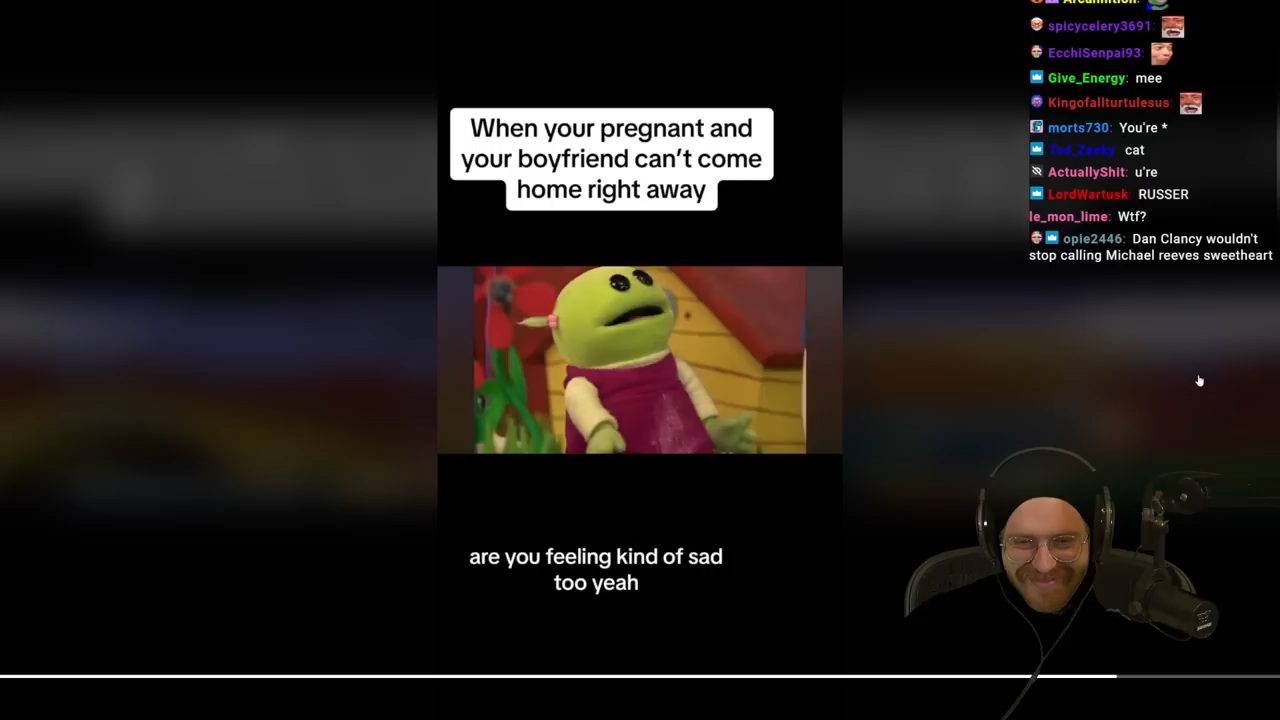 When your pregnant and
your boyfriend can't come
home right away
are you feeling kind of sad
too yeah
spicycelery3691:
EcchiSenpai93:
Give_Energy: mee
Kingofallturtulesus:
morts730: You're *
Tad_Zeeky cat
ActuallyShit: u're
LordWartusk: RUSSER
le_mon_lime: Wtf?
opie2446: Dan Clancy wouldn't
stop calling Michael reeves sweetheart